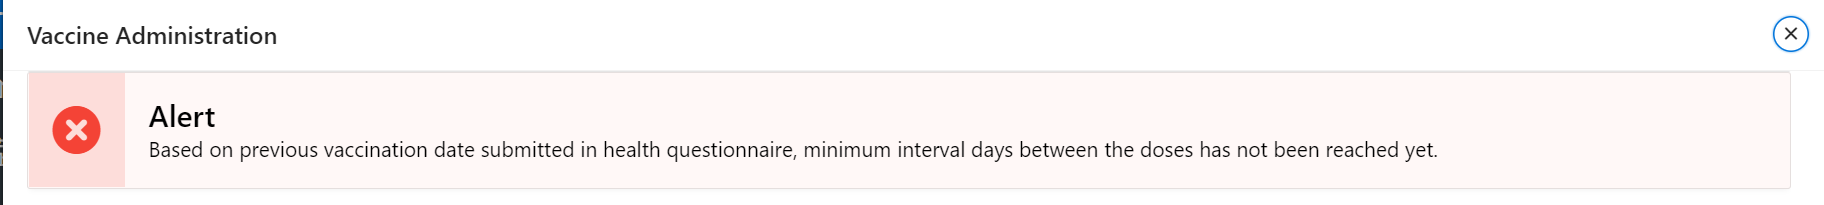 Vaccine Administration
Alert
Based on previous vaccination date submitted in health questionnaire, minimum interval days between the doses has not been reached yet.